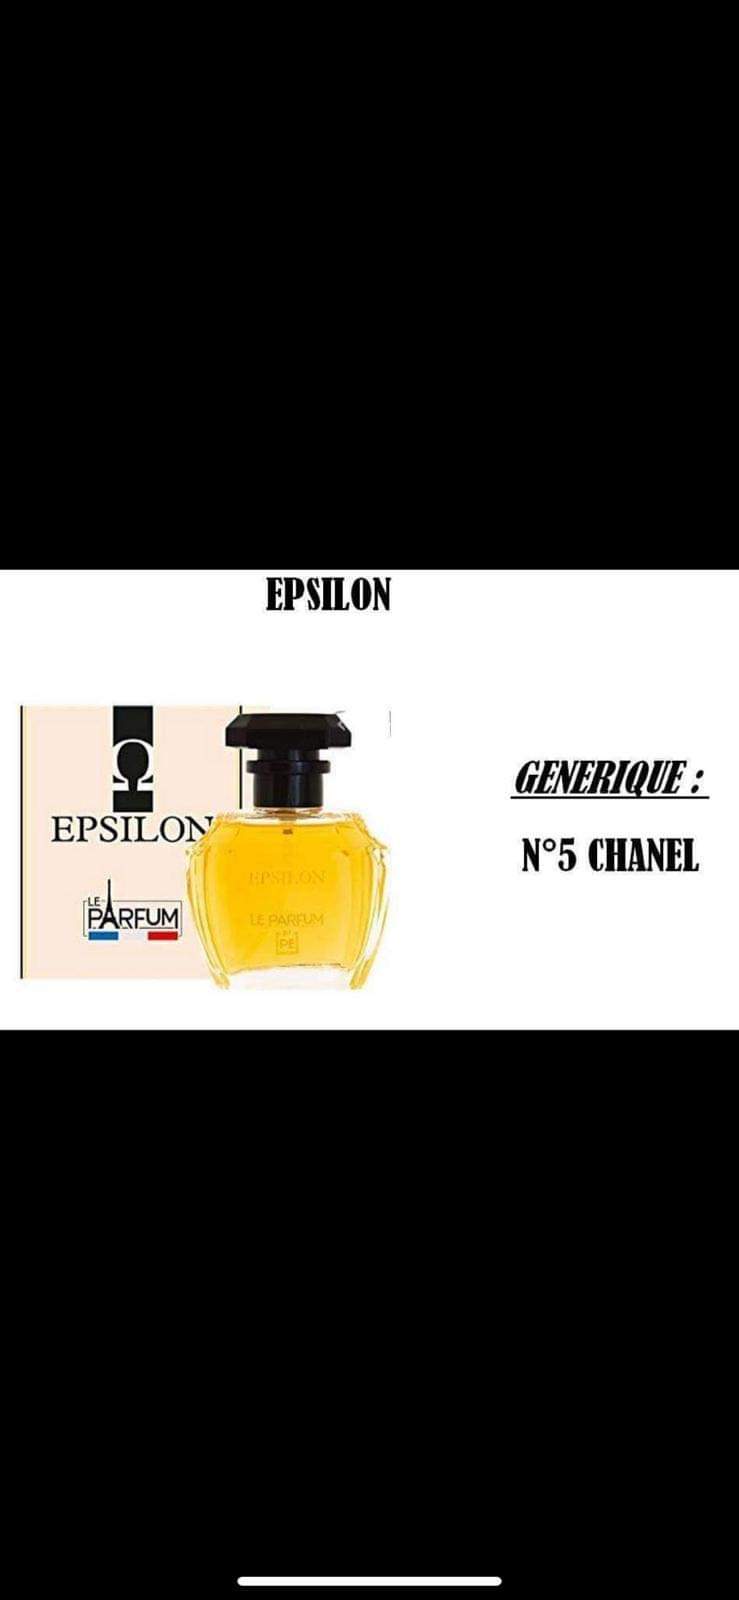 EPSILON
EPSILON
LE
PARFUM
EPSILON
LE PARFUM
PE
GENERIQUE :
N°5 CHANEL